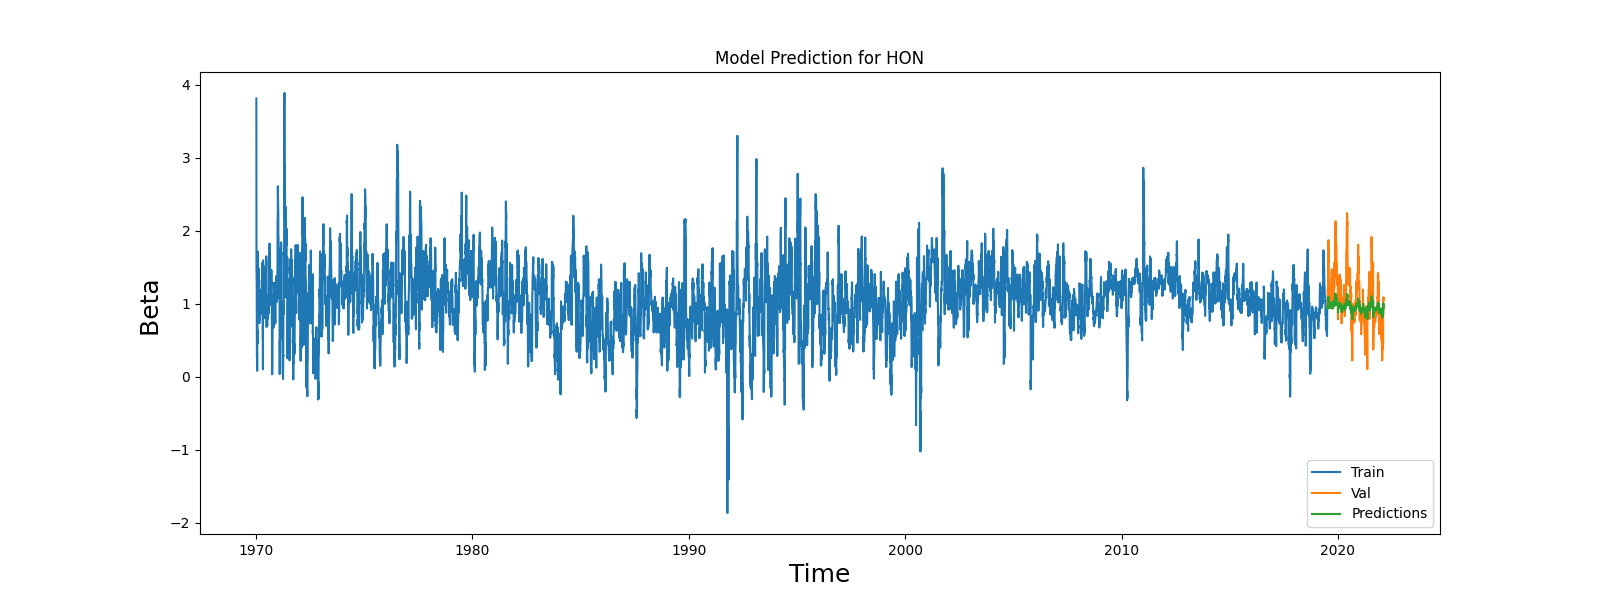 Model Prediction for HON
Beta
4
3
2
1
0
−1
−2
1970 1980 1990 2000 2010 2020
Time
Train
Val
Predictions